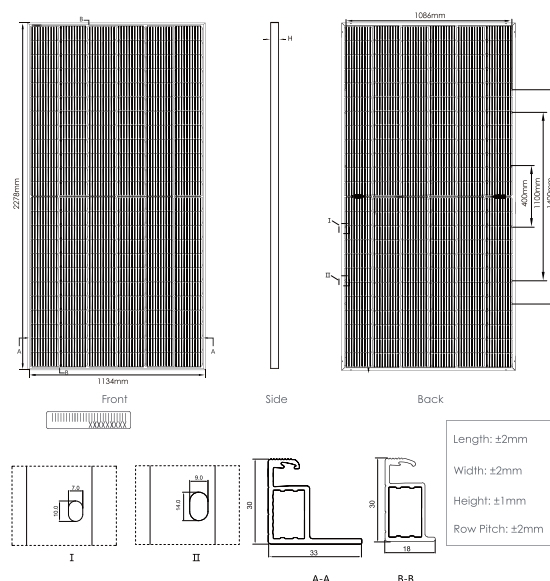 B
1086mm
H
2278mm
400mm
1100mm
1400mm
I
II
A
A
B
1134mm
Front
Side
Back
Length: ±2mm
Width: ±2mm
Height: ±1mm
Row Pitch: ±2mm
7.0
10.0
I
9.0
14.0
II
30
33
A-A
30
18
B-B